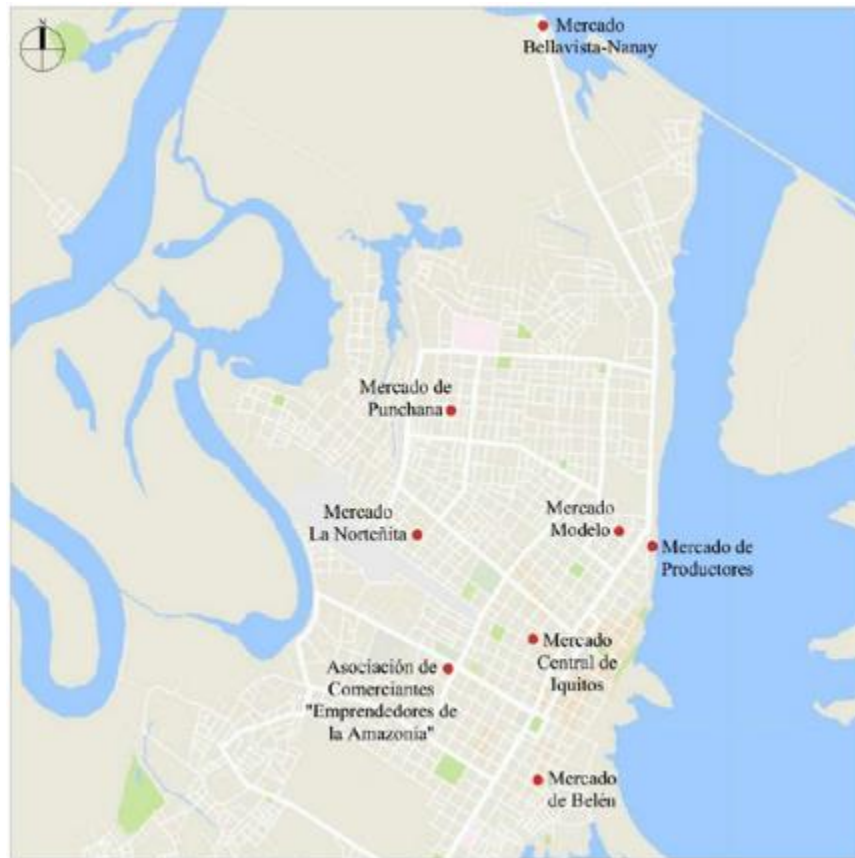 N
Mercado
Bellavista-Nanay
Mercado de
Punchana
Mercado
La Norteñita
Mercado
Modelo
Mercado de
Productores
Mercado
Central de
Iquitos
Asociación de
Comerciantes
"Emprendedores de
la Amazonía"
Mercado
de Belén